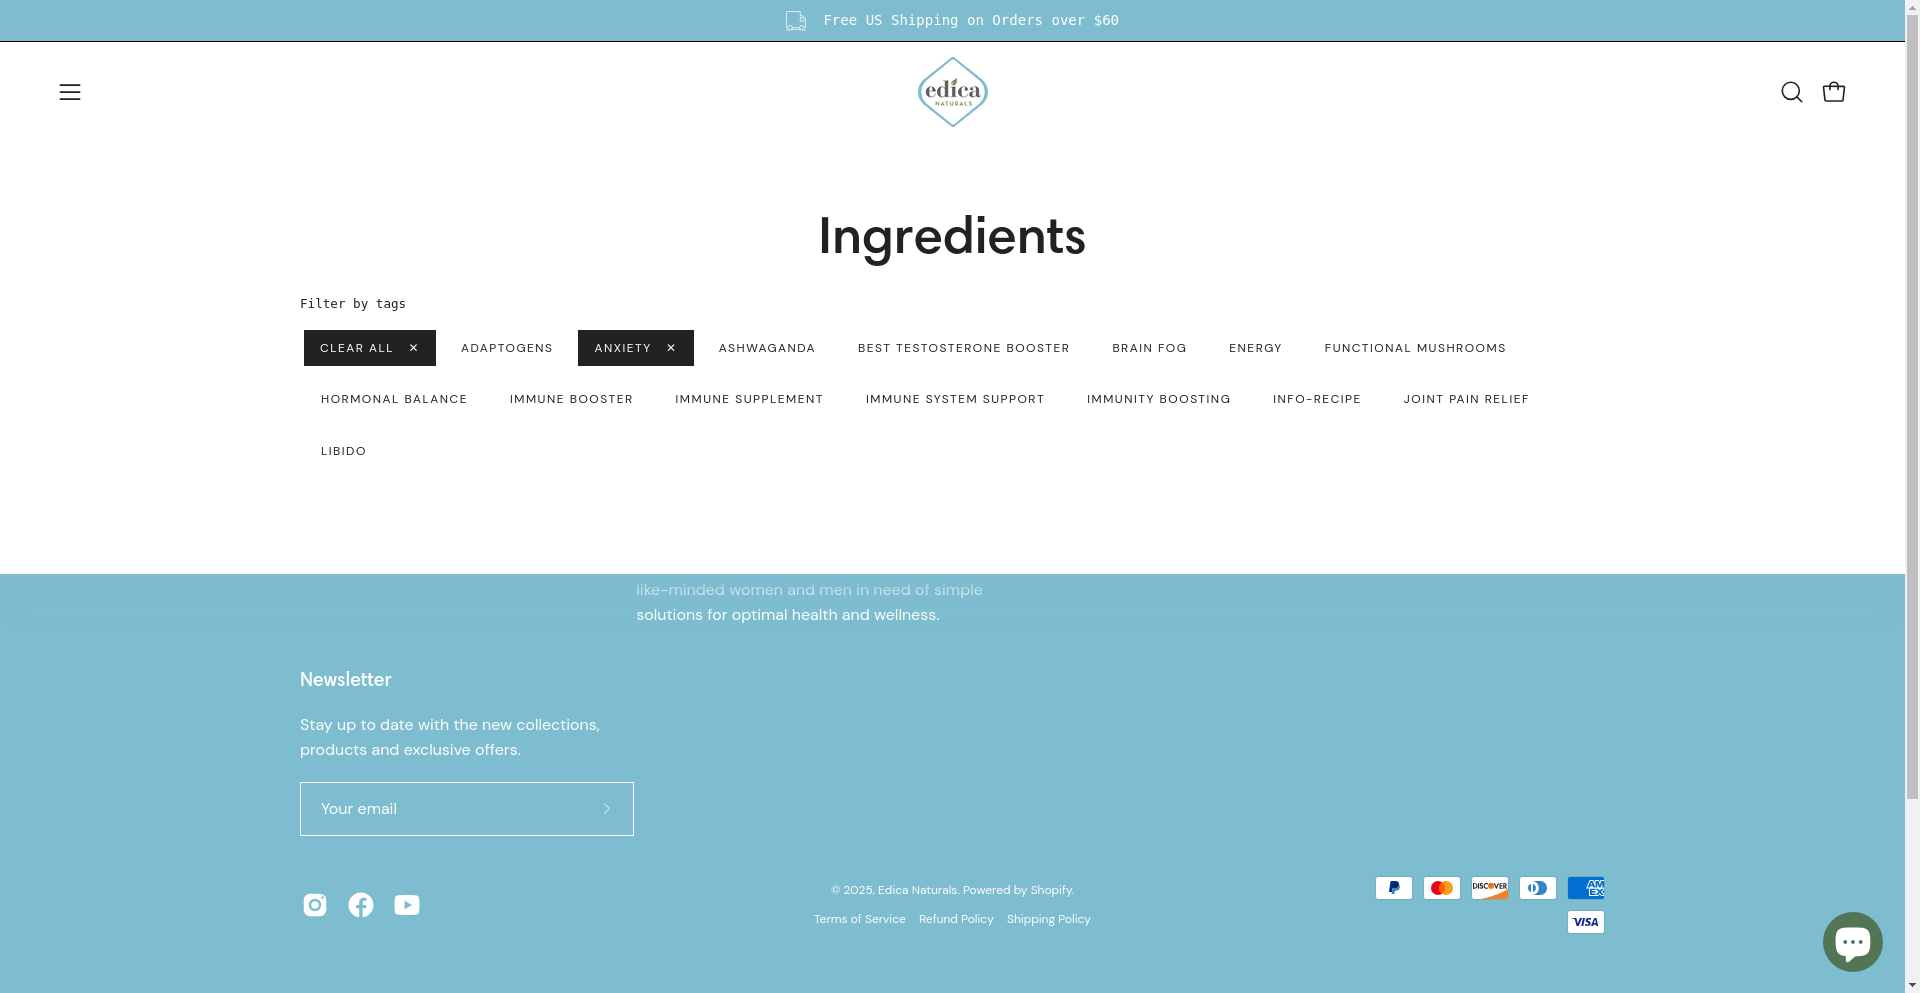 Free US Shipping on Orders over $60
edica
NATURALS
Ingredients
Filter by tags
CLEAR ALL ✕ ADAPTOGENS ANXIETY ✕ ASHWAGANDA BEST TESTOSTERONE BOOSTER BRAIN FOG ENERGY FUNCTIONAL MUSHROOMS
HORMONAL BALANCE IMMUNE BOOSTER IMMUNE SUPPLEMENT IMMUNE SYSTEM SUPPORT IMMUNITY BOOSTING INFO-RECIPE JOINT PAIN RELIEF
LIBIDO
like-minded women and men in need of simple
solutions for optimal health and wellness.
Newsletter
Stay up to date with the new collections,
products and exclusive offers.
Your email
© 2025, Edica Naturals. Powered by Shopify.
Terms of Service Refund Policy Shipping Policy
DISCOVER
AM
EX
VISA